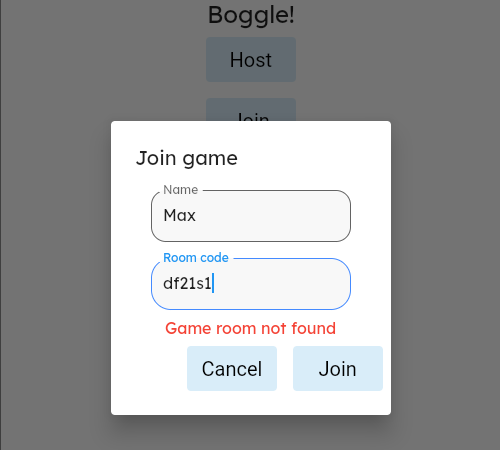 Boggle!
Host
Join
Join game
Name
Max
Room code
df21s1
Game room not found
Cancel
Join